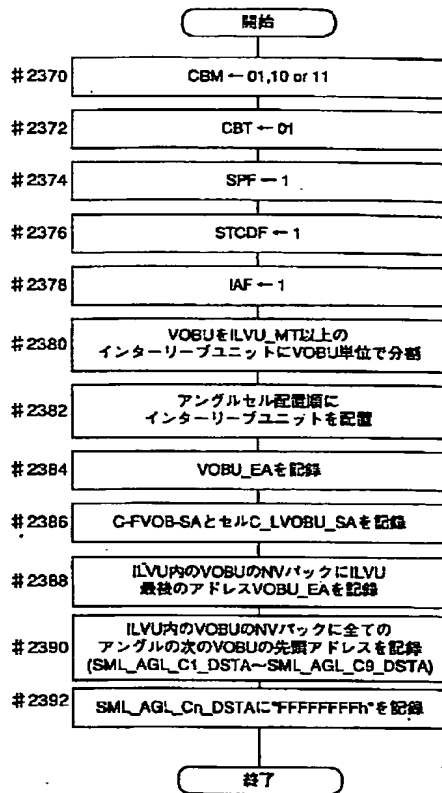 開始
#2370
CBM ← 01,10 or 11
#2372
CBT ← 01
#2374
SPF ← 1
#2376
STCDF ← 1
#2378
IAF ← 1
#2380
VOBUをILVU_MT以上の
インターリーブユニットにVOBU単位で分割
#2382
アングルセル配置順に
インターリーブユニットを配置
#2384
VOBU_EAを記録
#2386
C-FVOB-SAとセルC_LVOBU_SAを記録
#2388
ILVU内のVOBUのNVパックにILVU
最後のアドレスVOBU_EAを記録
#2390
ILVU内のVOBUのNVパックに全ての
アングルの次のVOBUの先頭アドレスを記録
(SML_AGL_C1_DSTA～SML_AGL_C9_DSTA)
#2392
SML_AGL_Cn_DSTAに"FFFFFFFFh"を記録
終了